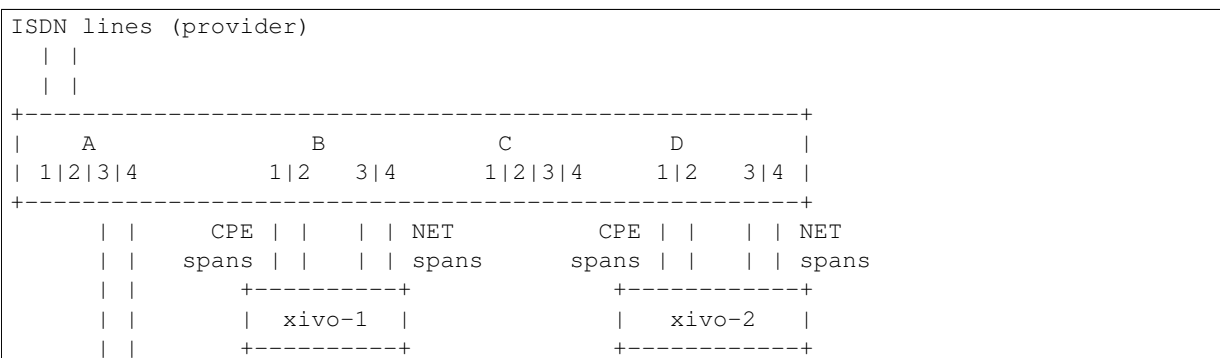 ISDN lines (provider)
  | |
  | |
+------------------------------------------------------+
|    A               B            C           D        |
| 1|2|3|4         1|2   3|4      1|2|3|4     1|2   3|4 |
+------------------------------------------------------+
      | |     CPE | |   | | NET          CPE | |   | | NET
      | |   spans | |   | | spans      spans | |   | | spans
      | |       +----------+              +------------+
      | |       |  xivo-1  |              |   xivo-2   |
      | |       +----------+              +------------+